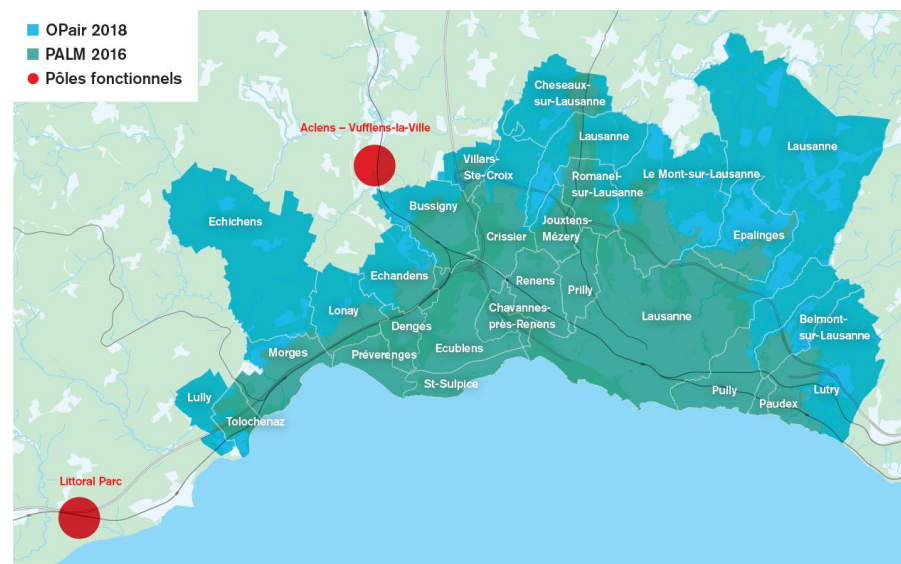 OPair 2018
PALM 2016
Pôles fonctionnels
Aclens – Vufflens-la-Ville
Cheseaux-
sur-Lausanne
Lausanne
Lausanne
Villars-
Ste-Croix
Romanel-
sur-Lausanne
Le Mont-sur-Lausanne
Bussigny
Echichens
Crissier
Jouxtens-
Mézery
Epalinges
Echandens
Renens
Prilly
Lonay
Chavannes-
près-Renens
Lausanne
Belmont-
sur-Lausanne
Denges
Morges
Préverenges
Ecublens
St-Sulpice
Pully
Lutry
Paudex
Lully
Tolochenaz
Littoral Parc